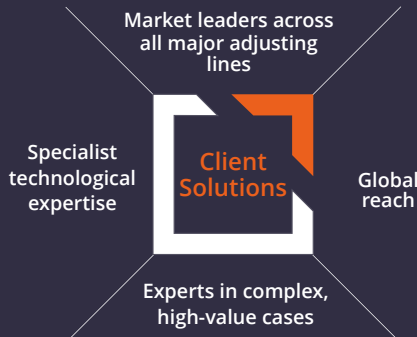 Market leaders across
all major adjusting
lines
Specialist
technological
expertise
Client
Solutions
Global
reach
Experts in complex,
high-value cases